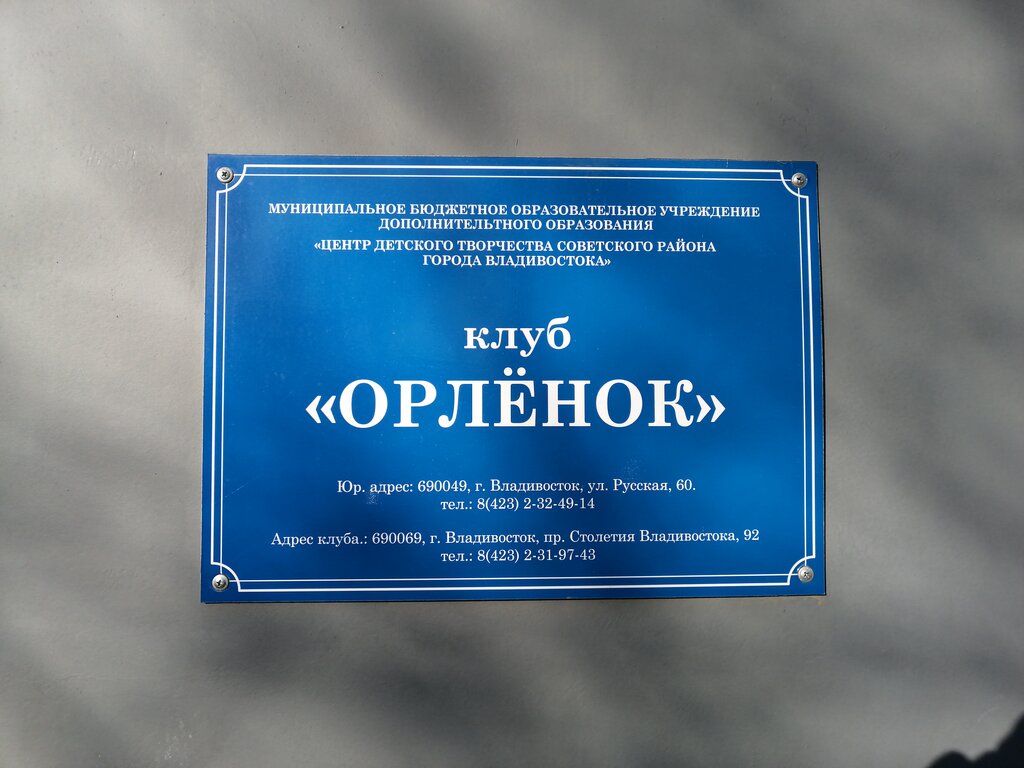 МУНИЦИПАЛЬНОЕ БЮДЖЕТНОЕ ОБРАЗОВАТЕЛЬНОЕ УЧРЕЖДЕНИЕ
ДОПОЛНИТЕЛЬТНОГО ОБРАЗОВАНИЯ
«ЦЕНТР ДЕТСКОГО ТВОРЧЕСТВА СОВЕТСКОГО РАЙОНА
ГОРОДА ВЛАДИВОСТОКА»
клуб
«ОРЛЁНОК»
Юр. адрес: 690049, г. Владивосток, ул. Русская, 60.
тел.: 8(423) 2-32-49-14
Адрес клуба.: 690069, г. Владивосток, пр. Столетия Владивостока, 92
тел.: 8(423) 2-31-97-43